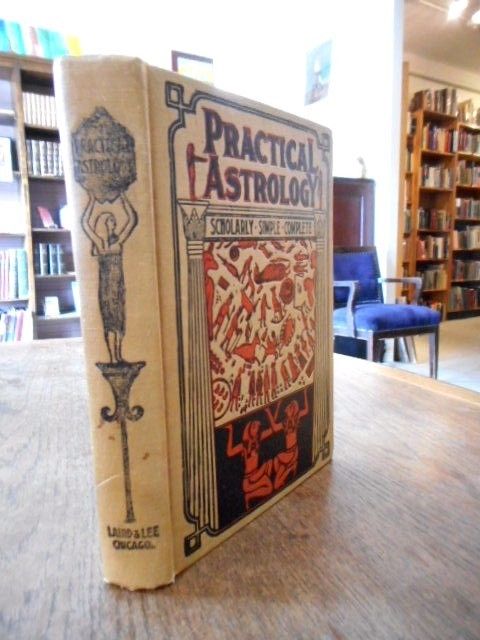 PRACTICAL
ASTROLOGY
LAIRD & LEE
CHICAGO.
PRACTICAL
ASTROLOGY
SCHOLARLY · SIMPLE · COMPLETE